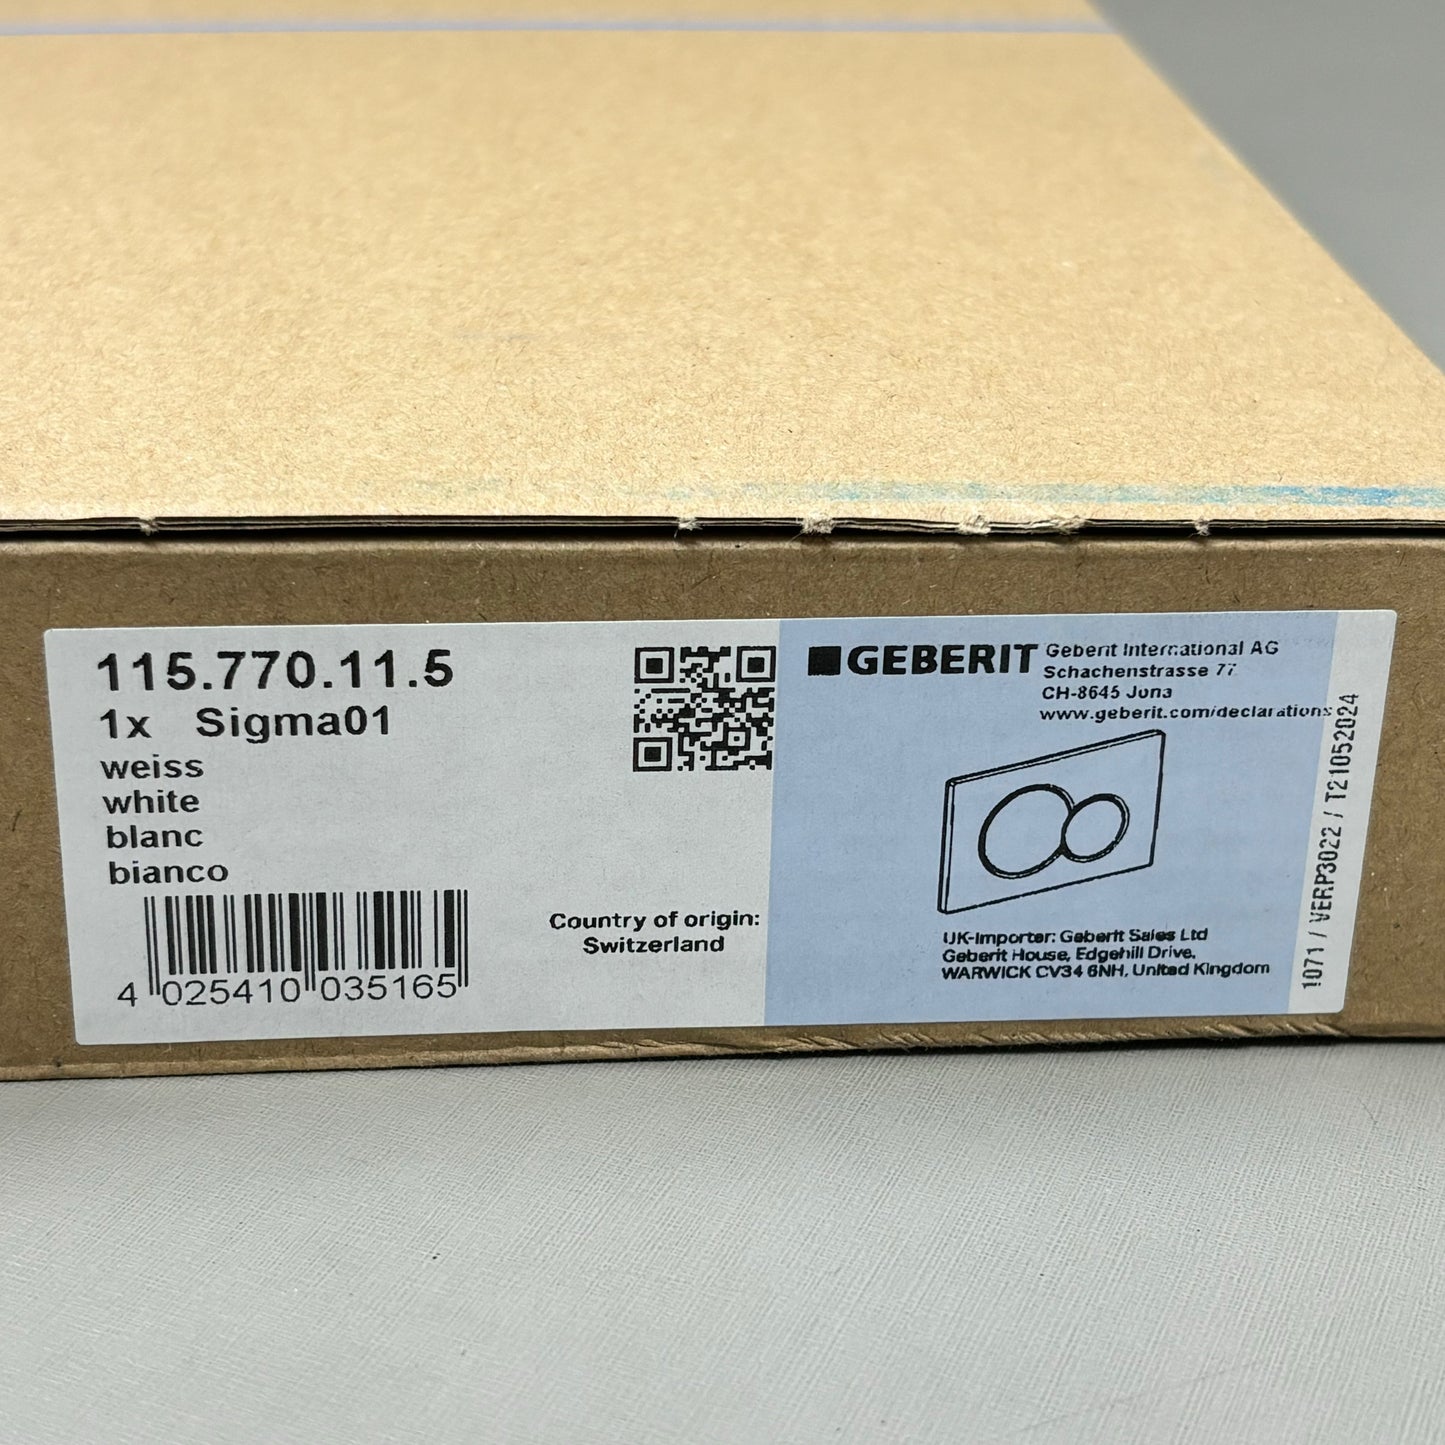 115.770.11.5
1x Sigma01
weiss
white
blanc
bianco
4 025410 035165
Country of origin:
Switzerland
GEBERIT
Geberit International AG
Schachenstrasse 77
CH-8645 Jona
www.geberit.com/declarations
UK-Importer: Geberit Sales Ltd
Geberit House, Edgehill Drive,
WARWICK CV34 6NH, United Kingdom
1071 / VERP3022 / T21052024